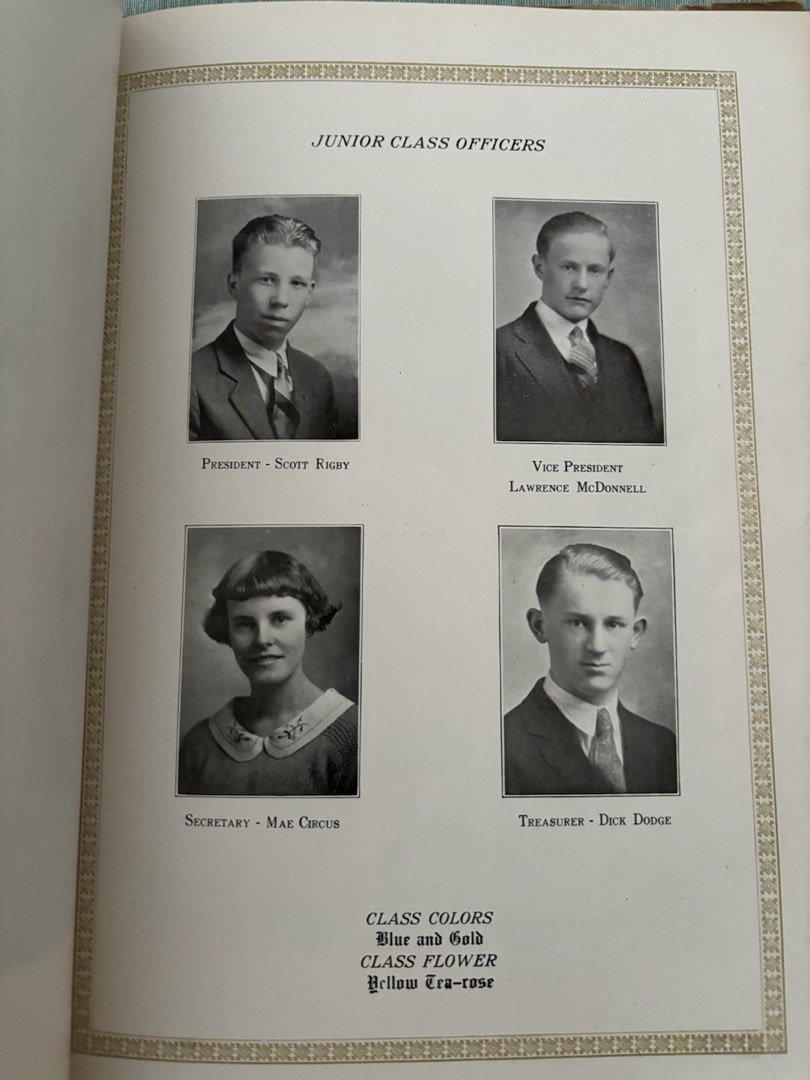 JUNIOR CLASS OFFICERS
PRESIDENT - SCOTT RIGBY
VICE PRESIDENT
LAWRENCE MCDONNELL
SECRETARY - MAE CIRCUS
TREASURER - DICK DODGE
CLASS COLORS
Blue and Gold
CLASS FLOWER
Yellow Tea-rose